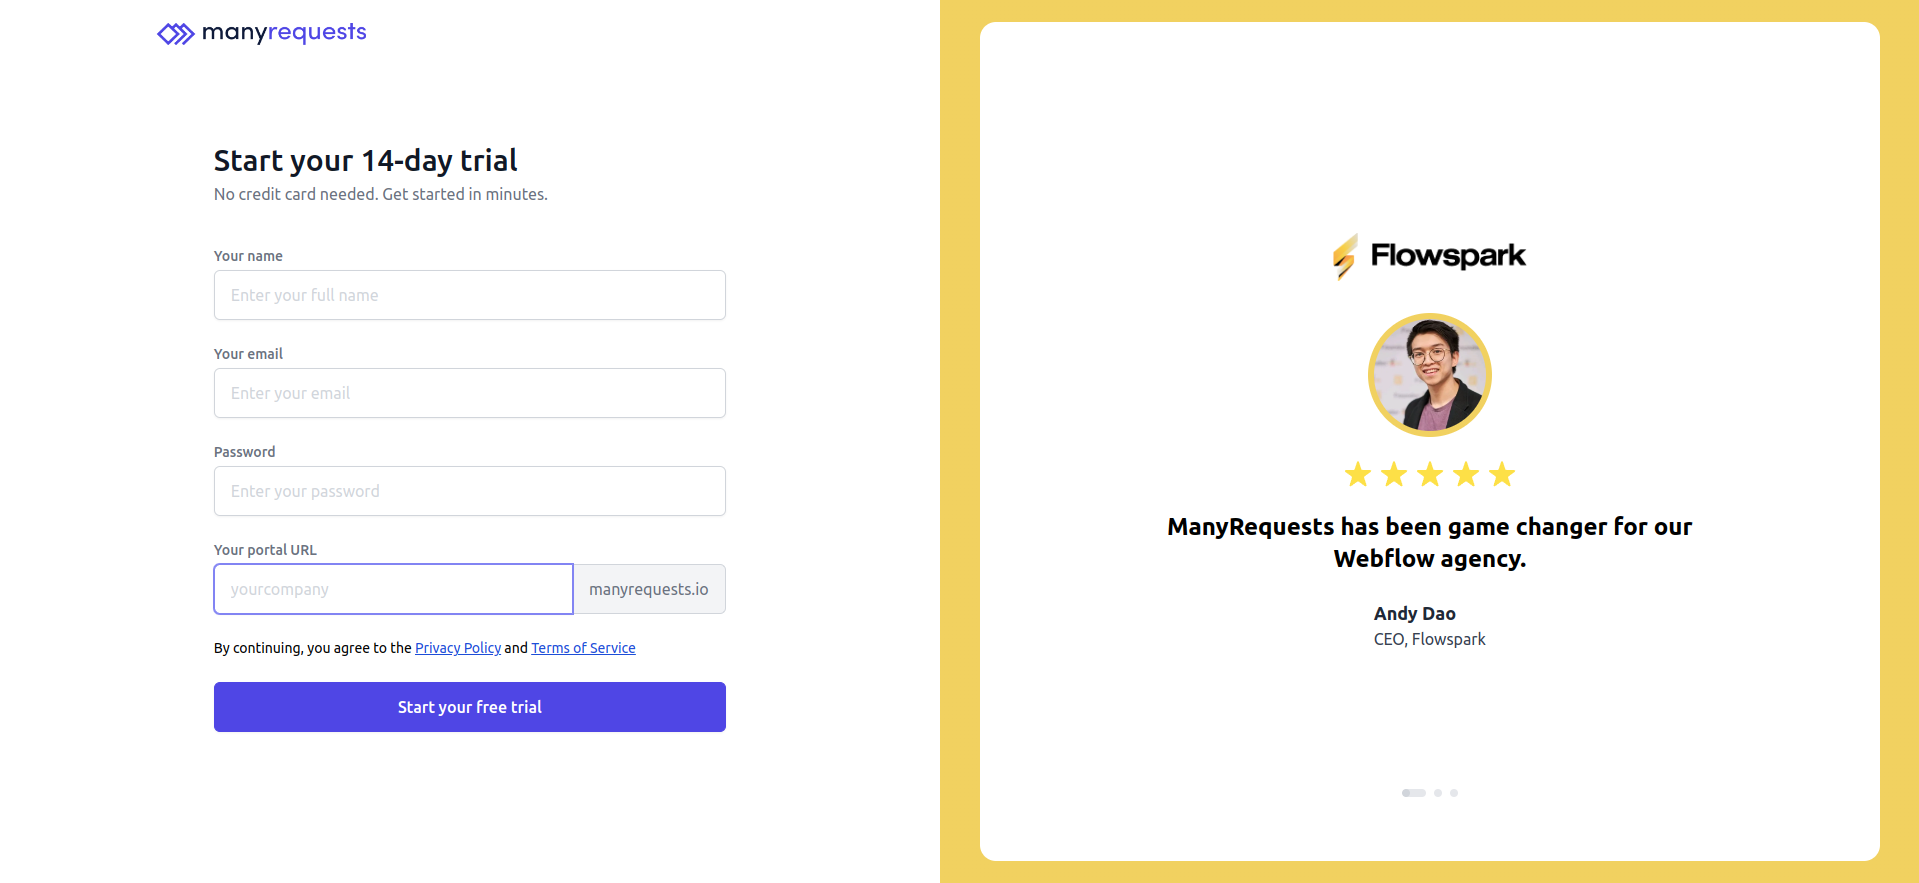 manyrequests
Start your 14-day trial
No credit card needed. Get started in minutes.
Your name
Enter your full name
Your email
Enter your email
Password
Enter your password
Your portal URL
yourcompany
manyrequests.io
By continuing, you agree to the Privacy Policy and Terms of Service
Start your free trial
Flowspark
ManyRequests has been game changer for our
Webflow agency.
Andy Dao
CEO, Flowspark